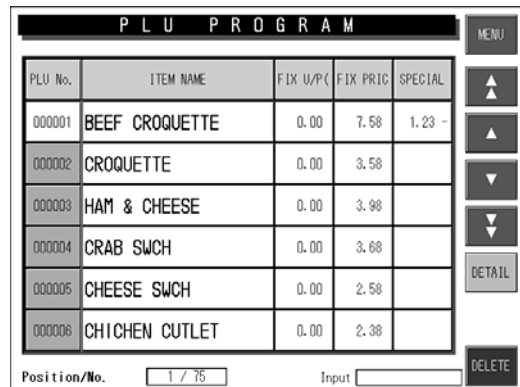 PLU PROGRAM
MENU
PLU No. ITEM NAME FIX U/P( FIX PRIC SPECIAL
000001 BEEF CROQUETTE 0.00 7.58 1.23 -
000002 CROQUETTE 0.00 3.58
000003 HAM & CHEESE 0.00 3.98
000004 CRAB SWCH 0.00 3.68
DETAIL
000005 CHEESE SWCH 0.00 2.58
000006 CHICHEN CUTLET 0.00 2.38
DELETE
Position/No. 1 / 75 Input